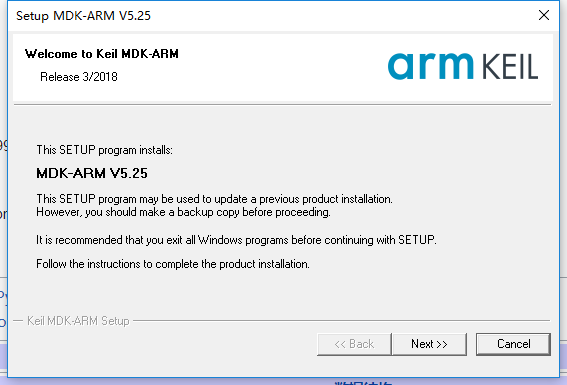 Setup MDK-ARM V5.25
Welcome to Keil MDK-ARM
Release 3/2018
arm KEIL
This SETUP program installs:
MDK-ARM V5.25
This SETUP program may be used to update a previous product installation.
However, you should make a backup copy before proceeding.
It is recommended that you exit all Windows programs before continuing with SETUP.
Follow the instructions to complete the product installation.
Keil MDK-ARM Setup
<< Back
Next >>
Cancel